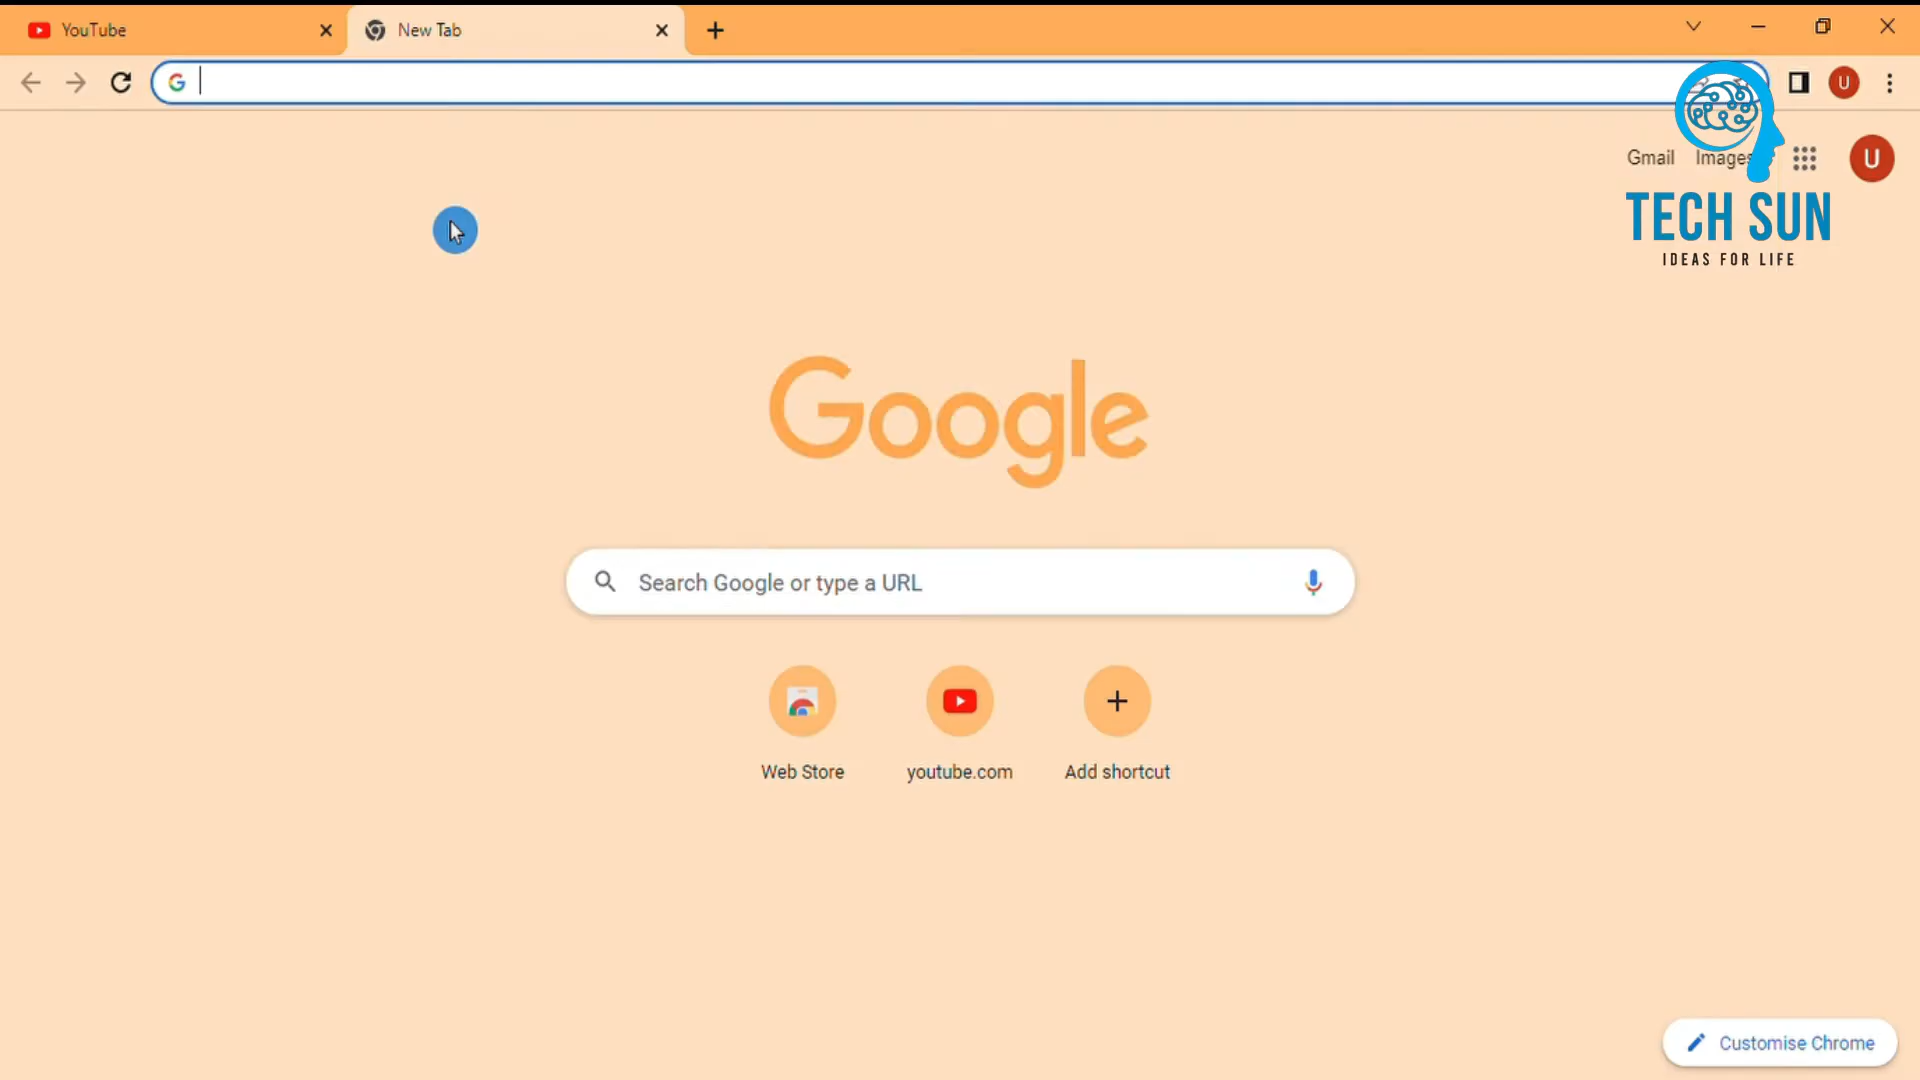 YouTube
New Tab
U
Gmail Images
U
TECH SUN
IDEAS FOR LIFE
Google
Search Google or type a URL
Web Store youtube.com Add shortcut
Customise Chrome